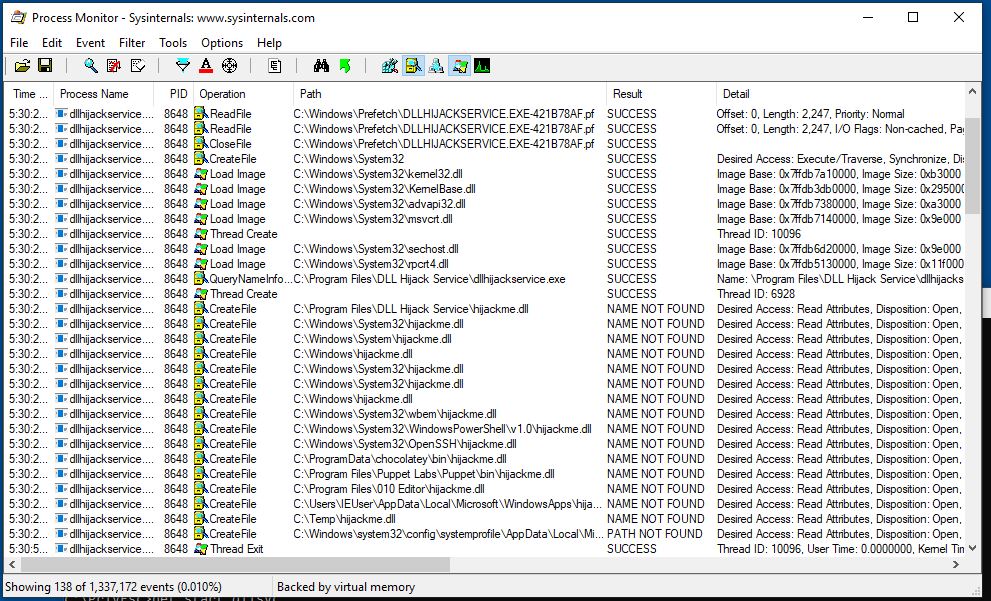 Process Monitor - Sysinternals: www.sysinternals.com
File Edit Event Filter Tools Options Help
Time ... Process Name PID Operation Path Result Detail
5:30:2... dllhijackservice.... 8648 ReadFile C:\Windows\Prefetch\DLLHIJACKSERVICE.EXE-421B78AF.pf SUCCESS Offset: 0, Length: 2,247, Priority: Normal
5:30:2... dllhijackservice.... 8648 ReadFile C:\Windows\Prefetch\DLLHIJACKSERVICE.EXE-421B78AF.pf SUCCESS Offset: 0, Length: 2,247, I/O Flags: Non-cached, Pag
5:30:2... dllhijackservice.... 8648 CloseFile C:\Windows\Prefetch\DLLHIJACKSERVICE.EXE-421B78AF.pf SUCCESS
5:30:2... dllhijackservice.... 8648 CreateFile C:\Windows\System32 SUCCESS Desired Access: Execute/Traverse, Synchronize, Dis
5:30:2... dllhijackservice.... 8648 Load Image C:\Windows\System32\kernel32.dll SUCCESS Image Base: 0x7ffdb7a10000, Image Size: 0xb3000
5:30:2... dllhijackservice.... 8648 Load Image C:\Windows\System32\KernelBase.dll SUCCESS Image Base: 0x7ffdb3db0000, Image Size: 0x295000
5:30:2... dllhijackservice.... 8648 Load Image C:\Windows\System32\advapi32.dll SUCCESS Image Base: 0x7ffdb7380000, Image Size: 0xa3000
5:30:2... dllhijackservice.... 8648 Load Image C:\Windows\System32\msvcrt.dll SUCCESS Image Base: 0x7ffdb7140000, Image Size: 0x9e000
5:30:2... dllhijackservice.... 8648 Thread Create SUCCESS Thread ID: 10096
5:30:2... dllhijackservice.... 8648 Load Image C:\Windows\System32\sechost.dll SUCCESS Image Base: 0x7ffdb6d20000, Image Size: 0x9e000
5:30:2... dllhijackservice.... 8648 Load Image C:\Windows\System32\rpcrt4.dll SUCCESS Image Base: 0x7ffdb5130000, Image Size: 0x11f000
5:30:2... dllhijackservice.... 8648 QueryNameInfo... C:\Program Files\DLL Hijack Service\dllhijackservice.exe SUCCESS Name: \Program Files\DLL Hijack Service\dllhijacks
5:30:2... dllhijackservice.... 8648 Thread Create SUCCESS Thread ID: 6928
5:30:2... dllhijackservice.... 8648 CreateFile C:\Program Files\DLL Hijack Service\hijackme.dll NAME NOT FOUND Desired Access: Read Attributes, Disposition: Open,
5:30:2... dllhijackservice.... 8648 CreateFile C:\Windows\System32\hijackme.dll NAME NOT FOUND Desired Access: Read Attributes, Disposition: Open,
5:30:2... dllhijackservice.... 8648 CreateFile C:\Windows\System\hijackme.dll NAME NOT FOUND Desired Access: Read Attributes, Disposition: Open,
5:30:2... dllhijackservice.... 8648 CreateFile C:\Windows\hijackme.dll NAME NOT FOUND Desired Access: Read Attributes, Disposition: Open,
5:30:2... dllhijackservice.... 8648 CreateFile C:\Windows\System32\hijackme.dll NAME NOT FOUND Desired Access: Read Attributes, Disposition: Open,
5:30:2... dllhijackservice.... 8648 CreateFile C:\Windows\System32\hijackme.dll NAME NOT FOUND Desired Access: Read Attributes, Disposition: Open,
5:30:2... dllhijackservice.... 8648 CreateFile C:\Windows\hijackme.dll NAME NOT FOUND Desired Access: Read Attributes, Disposition: Open,
5:30:2... dllhijackservice.... 8648 CreateFile C:\Windows\System32\wbem\hijackme.dll NAME NOT FOUND Desired Access: Read Attributes, Disposition: Open,
5:30:2... dllhijackservice.... 8648 CreateFile C:\Windows\System32\WindowsPowerShell\v1.0\hijackme.dll NAME NOT FOUND Desired Access: Read Attributes, Disposition: Open,
5:30:2... dllhijackservice.... 8648 CreateFile C:\Windows\System32\OpenSSH\hijackme.dll NAME NOT FOUND Desired Access: Read Attributes, Disposition: Open,
5:30:2... dllhijackservice.... 8648 CreateFile C:\ProgramData\chocolatey\bin\hijackme.dll NAME NOT FOUND Desired Access: Read Attributes, Disposition: Open,
5:30:2... dllhijackservice.... 8648 CreateFile C:\Program Files\Puppet Labs\Puppet\bin\hijackme.dll NAME NOT FOUND Desired Access: Read Attributes, Disposition: Open,
5:30:2... dllhijackservice.... 8648 CreateFile C:\Program Files\010 Editor\hijackme.dll NAME NOT FOUND Desired Access: Read Attributes, Disposition: Open,
5:30:2... dllhijackservice.... 8648 CreateFile C:\Users\IEUser\AppData\Local\Microsoft\WindowsApps\hija... NAME NOT FOUND Desired Access: Read Attributes, Disposition: Open,
5:30:2... dllhijackservice.... 8648 CreateFile C:\Temp\hijackme.dll NAME NOT FOUND Desired Access: Read Attributes, Disposition: Open,
5:30:2... dllhijackservice.... 8648 CreateFile C:\Windows\system32\config\systemprofile\AppData\Local\Mi... PATH NOT FOUND Desired Access: Read Attributes, Disposition: Open,
5:30:5... dllhijackservice.... 8648 Thread Exit SUCCESS Thread ID: 10096, User Time: 0.0000000, Kernel Tim
Showing 138 of 1,337,172 events (0.010%) Backed by virtual memory